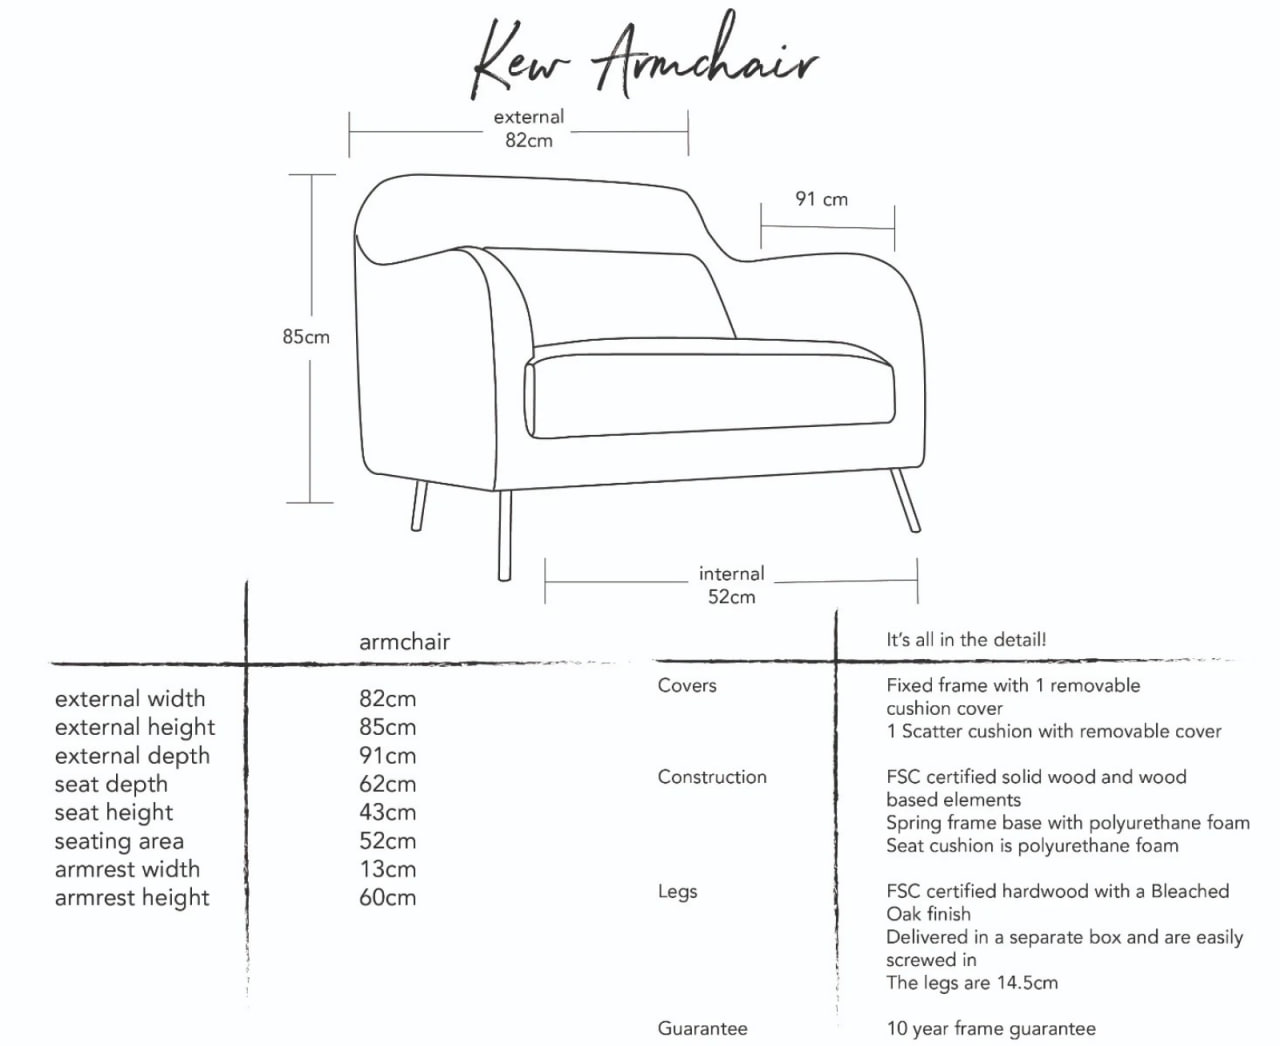 Kew Armchair
external
82cm
91 cm
85cm
internal
52cm
armchair
external width 82cm
external height 85cm
external depth 91cm
seat depth 62cm
seat height 43cm
seating area 52cm
armrest width 13cm
armrest height 60cm
It's all in the detail!
Covers Fixed frame with 1 removable
cushion cover
1 Scatter cushion with removable cover
Construction FSC certified solid wood and wood
based elements
Spring frame base with polyurethane foam
Seat cushion is polyurethane foam
Legs FSC certified hardwood with a Bleached
Oak finish
Delivered in a separate box and are easily
screwed in
The legs are 14.5cm
Guarantee 10 year frame guarantee